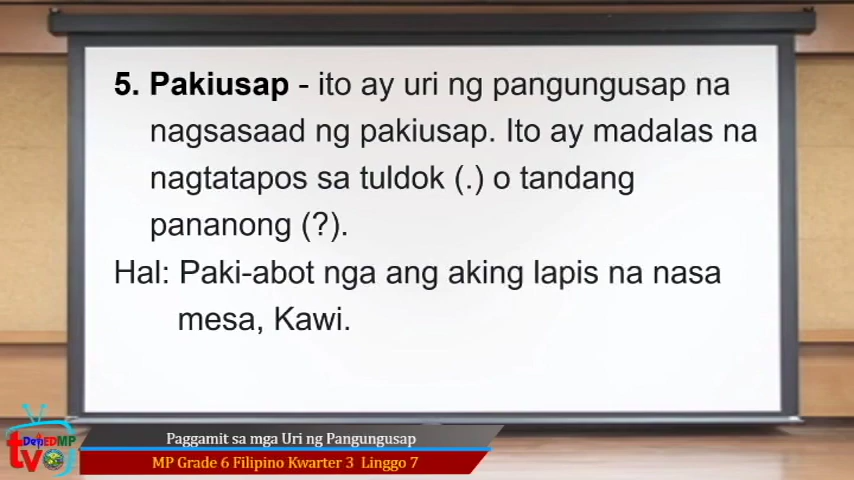 5. Pakiusap - ito ay uri ng pangungusap na
nagsasaad ng pakiusap. Ito ay madalas na
nagtatapos sa tuldok (.) o tandang
pananong (?).
Hal: Paki-abot nga ang aking lapis na nasa
mesa, Kawi.
DepEDMP
tv
Paggamit sa mga Uri ng Pangungusap
MP Grade 6 Filipino Kwarter 3 Linggo 7